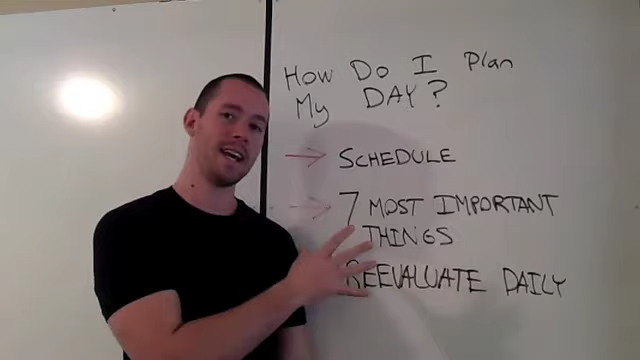 How Do I Plan
My DAY?
→ SCHEDULE
→ 7 MOST IMPORTANT
THINGS
REEVALUATE DAILY